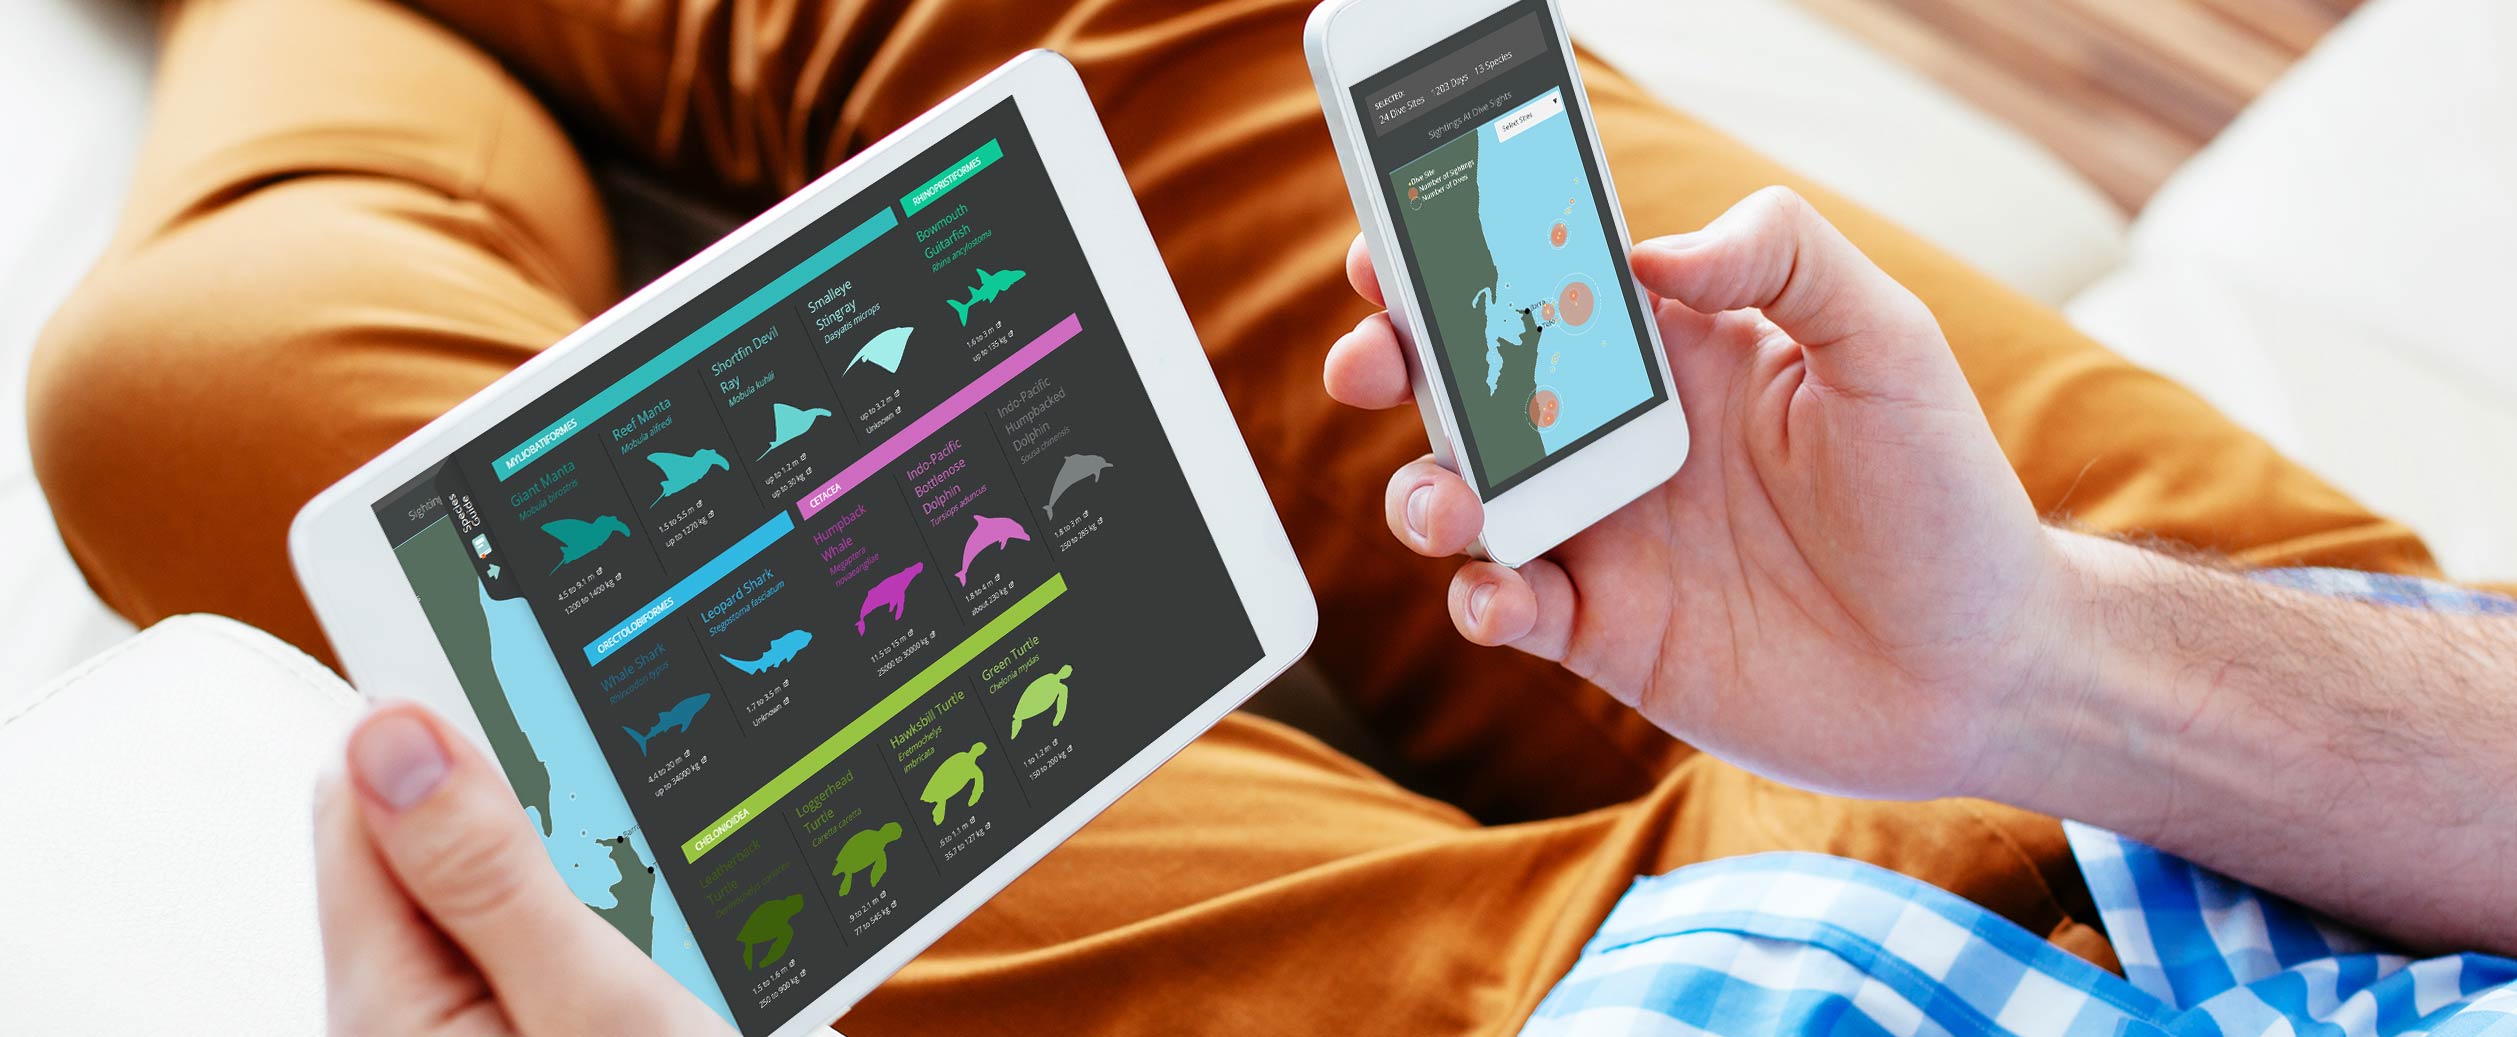 Sighting
Species
Guide
MYLIOBATIFORMES
Giant Manta
Mobula birostris
4.5 to 9.1 m
1200 to 1400 kg
Reef Manta
Mobula alfredi
1.5 to 5.5 m
up to 1270 kg
Shortfin Devil
Ray
Mobula kuhlii
up to 1.2 m
up to 30 kg
Smalleye
Stingray
Dasyatis microps
up to 3.2 m
Unknown
RHINOPRISTIFORMES
Bowmouth
Guitarfish
Rhina ancylostoma
1.6 to 3 m
up to 135 kg
ORECTOLOBIFORMES
Whale Shark
Rhincodon typus
4.4 to 20 m
up to 34000 kg
Leopard Shark
Stegostoma fasciatum
1.7 to 3.5 m
Unknown
CETACEA
Humpback
Whale
Megaptera
novaeangliae
11.5 to 15 m
25000 to 30000 kg
Indo-Pacific
Bottlenose
Dolphin
Tursiops aduncus
1.8 to 4 m
about 230 kg
Indo-Pacific
Humpbacked
Dolphin
Sousa chinensis
1.8 to 3 m
250 to 285 kg
CHELONIOIDEA
Leatherback
Turtle
Dermochelys coriacea
1.5 to 1.6 m
250 to 900 kg
Loggerhead
Turtle
Caretta caretta
.9 to 2.1 m
77 to 545 kg
Hawksbill Turtle
Eretmochelys
imbricata
.6 to 1.1 m
35.7 to 127 kg
Green Turtle
Chelonia mydas
1 to 1.2 m
150 to 200 kg
SELECTED:
24 Dive Sites 1203 Days 13 Species
Sightings At Dive Sights
Select Sites
Dive Site
Number of Sightings
Number of Dives